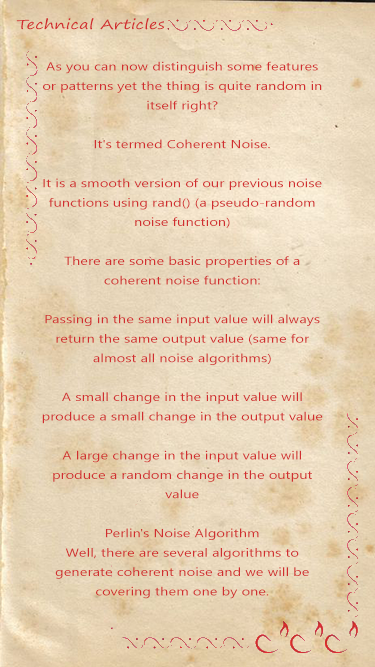 Technical Articles
As you can now distinguish some features
or patterns yet the thing is quite random in
itself right?
It's termed Coherent Noise.
It is a smooth version of our previous noise
functions using rand() (a pseudo-random
noise function)
There are some basic properties of a
coherent noise function:
Passing in the same input value will always
return the same output value (same for
almost all noise algorithms)
A small change in the input value will
produce a small change in the output value
A large change in the input value will
produce a random change in the output
value
Perlin's Noise Algorithm
Well, there are several algorithms to
generate coherent noise and we will be
covering them one by one.